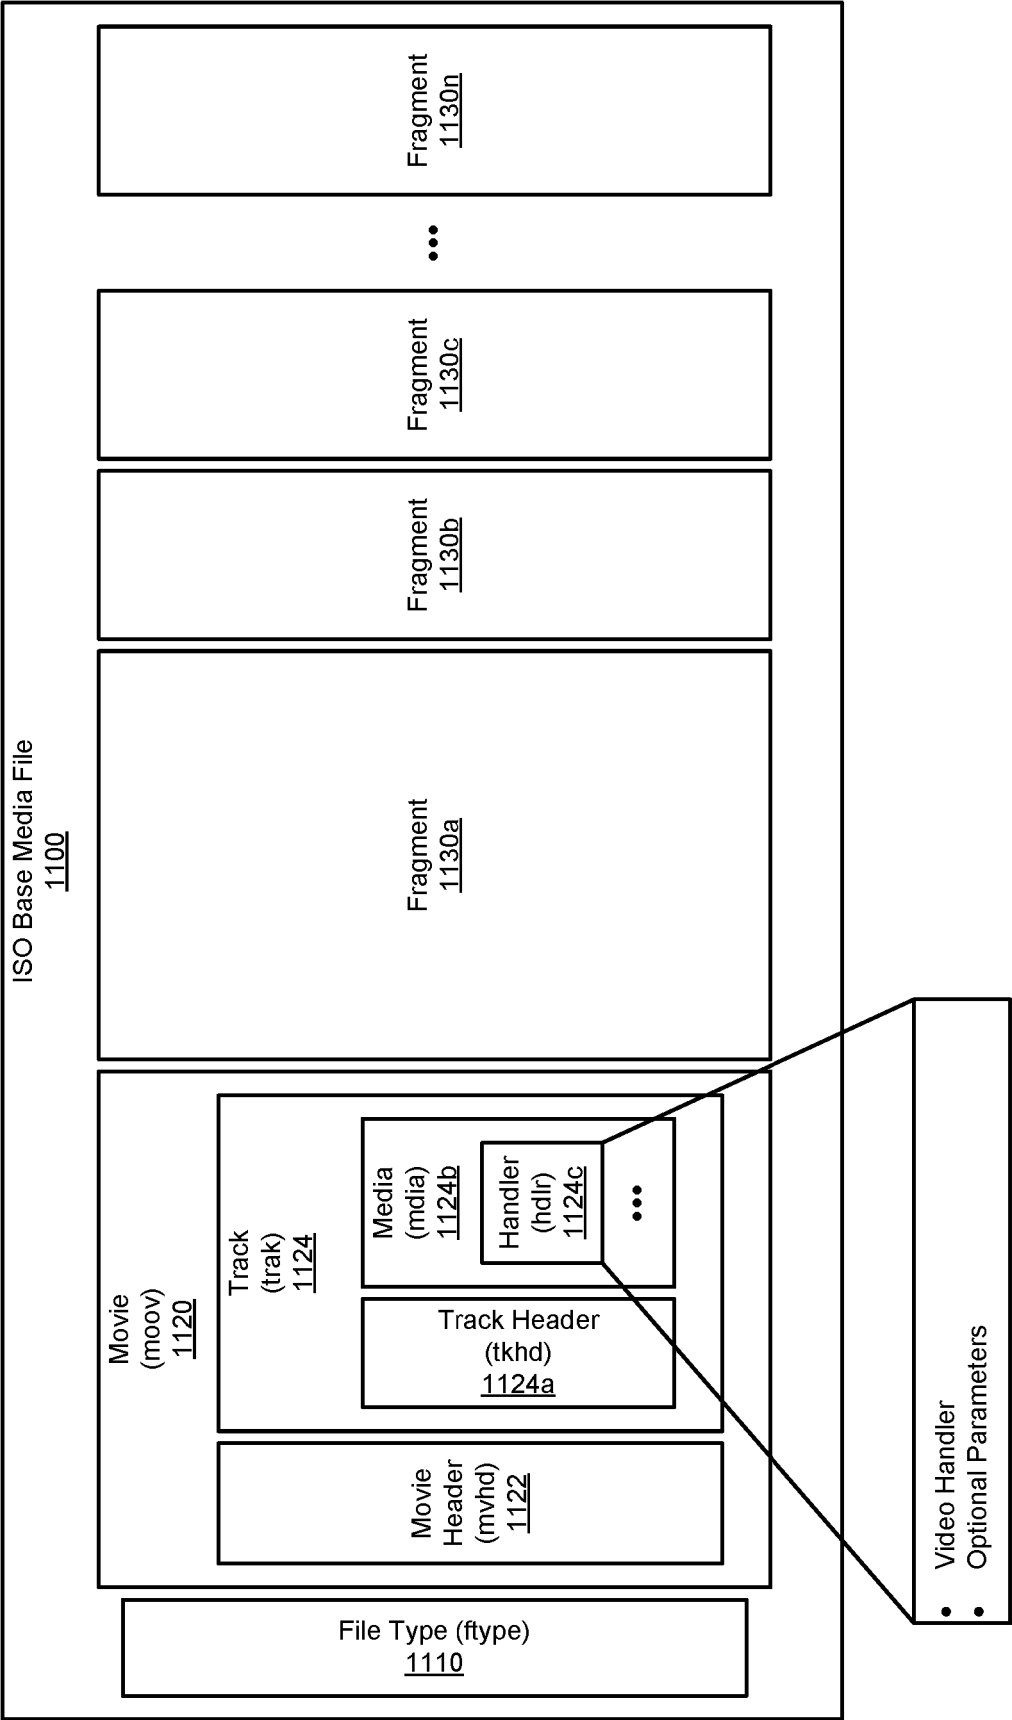 ISO Base Media File
1100
File Type (ftype)
1110
Movie
(moov)
1120
Movie
Header
(mvhd)
1122
Track
(trak)
1124
Track Header
(tkhd)
1124a
Media
(mdia)
1124b
Handler
(hdlr)
1124c
•••
Fragment
1130a
Fragment
1130b
Fragment
1130c
•••
Fragment
1130n
• Video Handler
• Optional Parameters